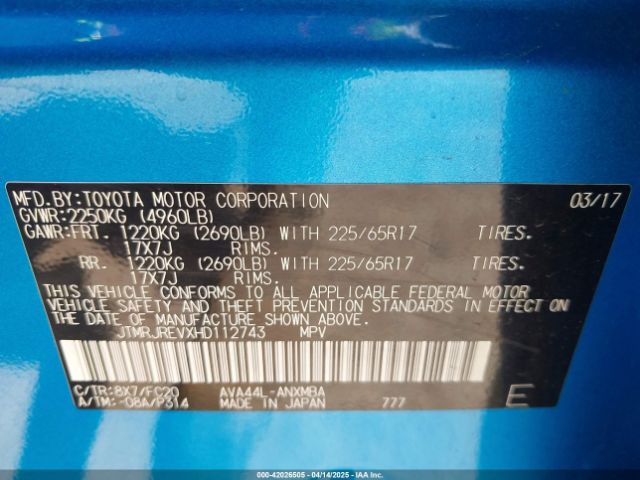 MFD.BY:TOYOTA MOTOR CORPORATION 03/17
GVWR:2250KG (4960LB)
GAWR:FRT. 1220KG (2690LB) WITH 225/65R17 TIRES.
17X7J RIMS.
RR. 1220KG (2690LB) WITH 225/65R17 TIRES.
17X7J RIMS.
THIS VEHICLE CONFORMS TO ALL APPLICABLE FEDERAL MOTOR
VEHICLE SAFETY AND THEFT PREVENTION STANDARDS IN EFFECT ON
THE DATE OF MANUFACTURE SHOWN ABOVE.
JTMRJREVXHD112743 MPV
C/TR:8X7/FC20 AVA44L-ANXMBA
A/TM:-08A/P314 MADE IN JAPAN 777 E
000-42026505 - 04/14/2025 - IAAI.COM